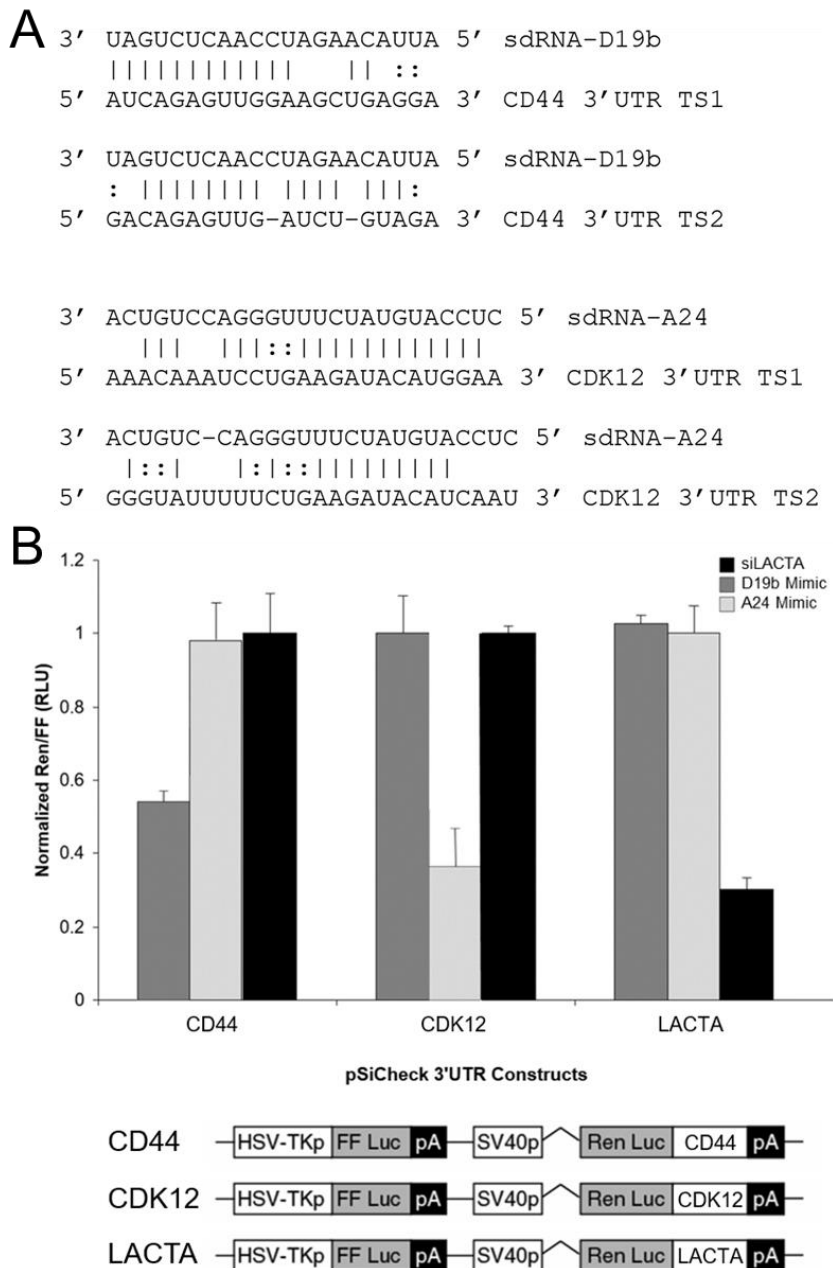 A
3′ UAGUCUCAACCUAGAACAUUA 5′ sdRNA-D19b
|||||||||||| || ::
5′ AUCAGAGUUGGAAGCUGAGGA 3′ CD44 3′UTR TS1
3′ UAGUCUCAACCUAGAACAUUA 5′ sdRNA-D19b
: |||||||| |||| |||:
5′ GACAGAGUUG-AUCU-GUAGA 3′ CD44 3′UTR TS2
3′ ACUGUCCAGGGUUUCUAUGUACCUC 5′ sdRNA-A24
||| |||::||||||||||||
5′ AAACAAAUCCUGAAGAUACAUGGAA 3′ CDK12 3′UTR TS1
3′ ACUGUC-CAGGGUUUCUAUGUACCUC 5′ sdRNA-A24
|::| |:|::|||||||||
5′ GGGUAUUUUUCUGAAGAUACAUCAAU 3′ CDK12 3′UTR TS2
B
1.2
1
0.8
0.6
0.4
0.2
0
Normalized Ren/FF (RLU)
siLACTA
D19b Mimic
A24 Mimic
CD44 CDK12 LACTA
pSiCheck 3'UTR Constructs
CD44 HSV-TKp FF Luc pA SV40p Ren Luc CD44 pA
CDK12 HSV-TKp FF Luc pA SV40p Ren Luc CDK12 pA
LACTA HSV-TKp FF Luc pA SV40p Ren Luc LACTA pA